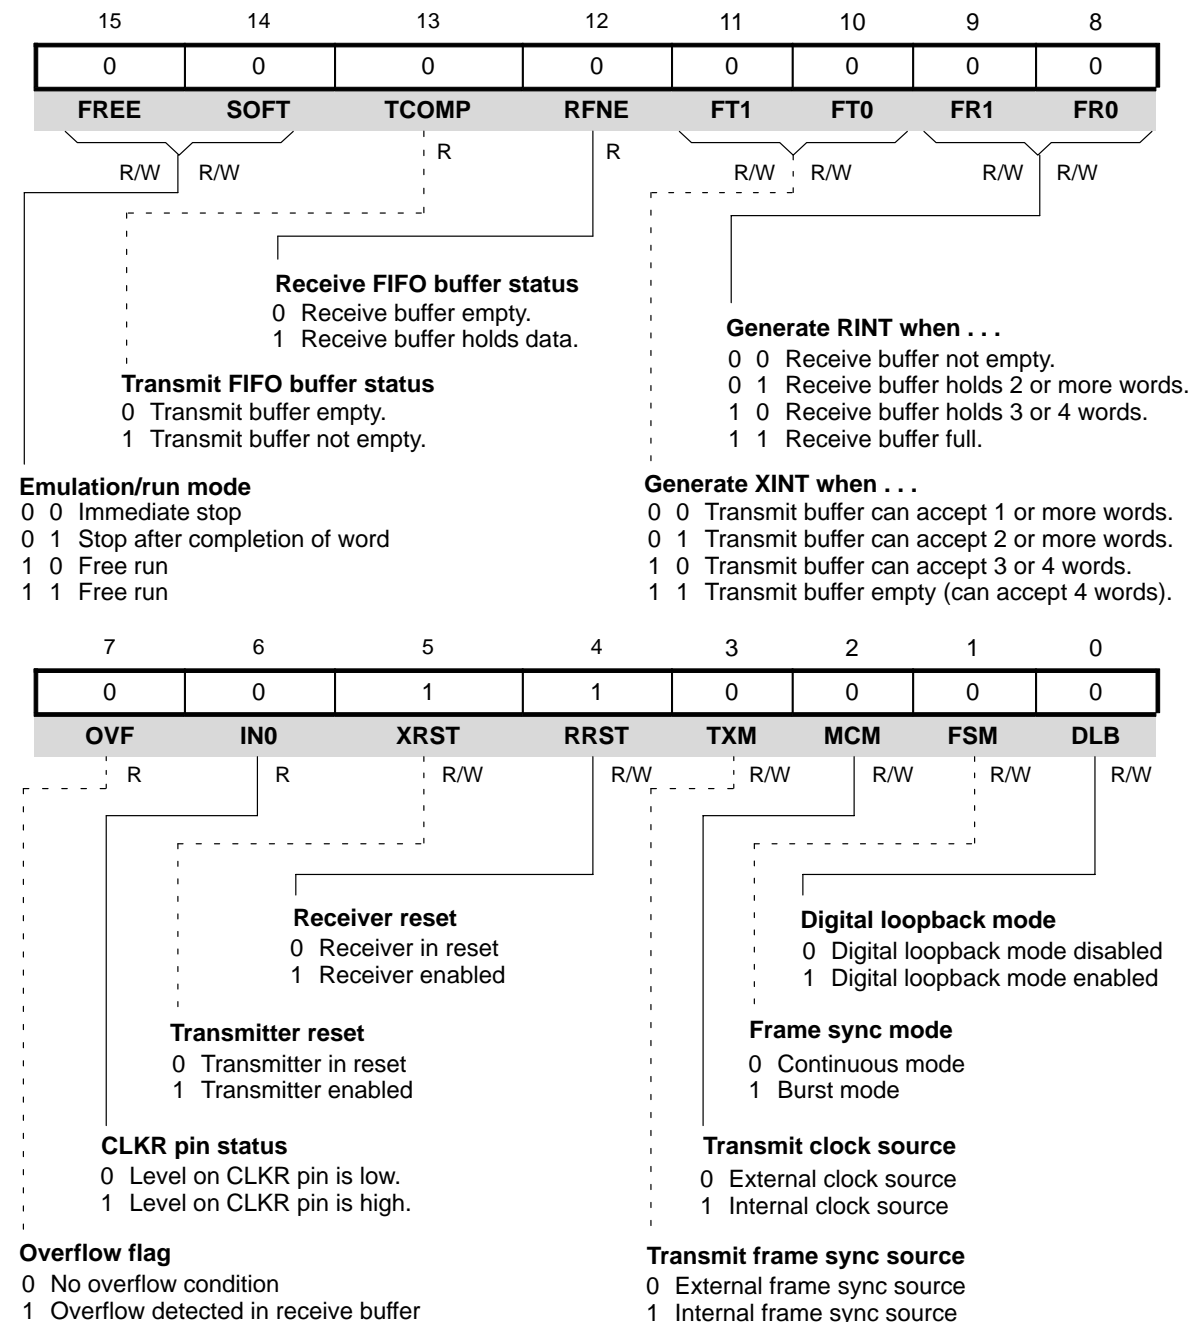 15 14 13 12 11 10 9 8
0 0 0 0 0 0 0 0
FREE SOFT TCOMP RFNE FT1 FT0 FR1 FR0
R/W R/W R R R/W R/W R/W R/W
Receive FIFO buffer status
0 Receive buffer empty.
1 Receive buffer holds data.
Generate RINT when . . .
0 0 Receive buffer not empty.
0 1 Receive buffer holds 2 or more words.
1 0 Receive buffer holds 3 or 4 words.
1 1 Receive buffer full.
Transmit FIFO buffer status
0 Transmit buffer empty.
1 Transmit buffer not empty.
Emulation/run mode
0 0 Immediate stop
0 1 Stop after completion of word
1 0 Free run
1 1 Free run
Generate XINT when . . .
0 0 Transmit buffer can accept 1 or more words.
0 1 Transmit buffer can accept 2 or more words.
1 0 Transmit buffer can accept 3 or 4 words.
1 1 Transmit buffer empty (can accept 4 words).
7 6 5 4 3 2 1 0
0 0 1 1 0 0 0 0
OVF IN0 XRST RRST TXM MCM FSM DLB
R R R/W R/W R/W R/W R/W R/W
Receiver reset
0 Receiver in reset
1 Receiver enabled
Digital loopback mode
0 Digital loopback mode disabled
1 Digital loopback mode enabled
Transmitter reset
0 Transmitter in reset
1 Transmitter enabled
Frame sync mode
0 Continuous mode
1 Burst mode
CLKR pin status
0 Level on CLKR pin is low.
1 Level on CLKR pin is high.
Transmit clock source
0 External clock source
1 Internal clock source
Overflow flag
0 No overflow condition
1 Overflow detected in receive buffer
Transmit frame sync source
0 External frame sync source
1 Internal frame sync source